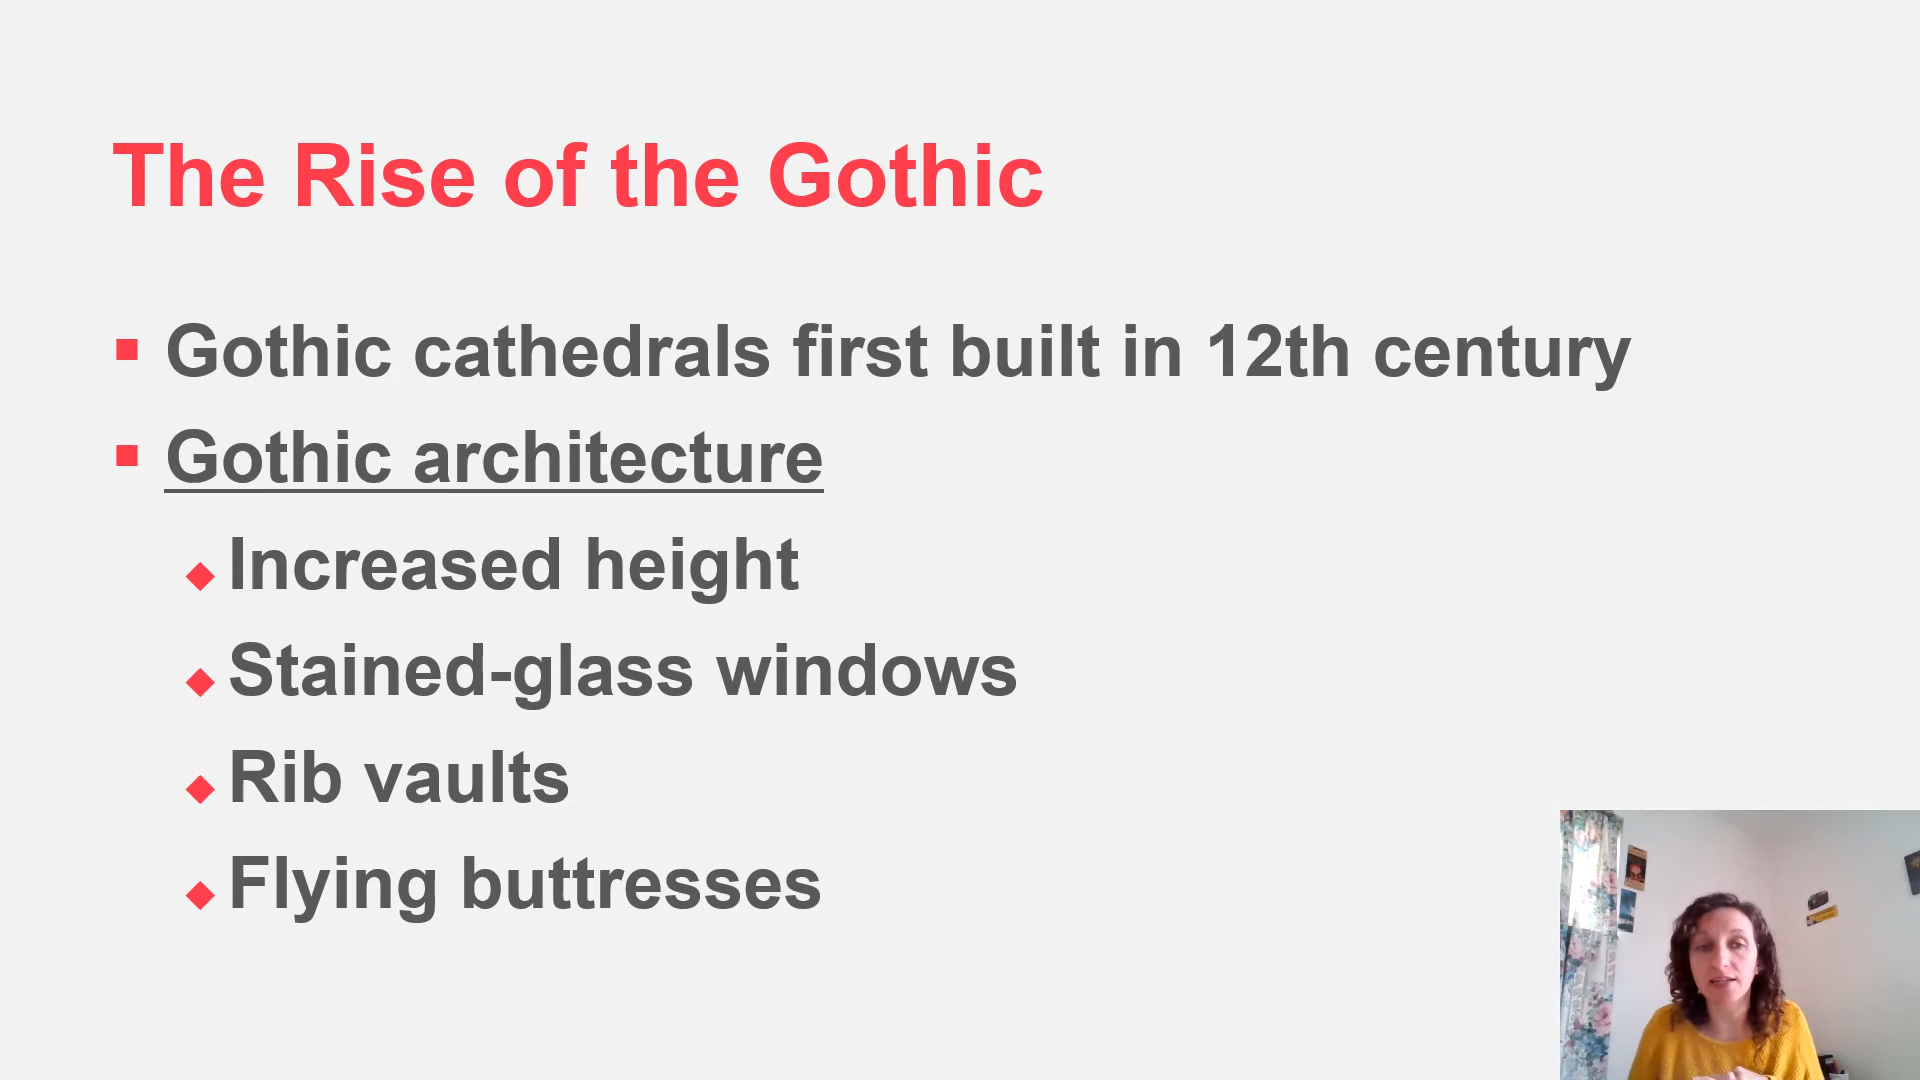 The Rise of the Gothic
Gothic cathedrals first built in 12th century
Gothic architecture
Increased height
Stained-glass windows
Rib vaults
Flying buttresses